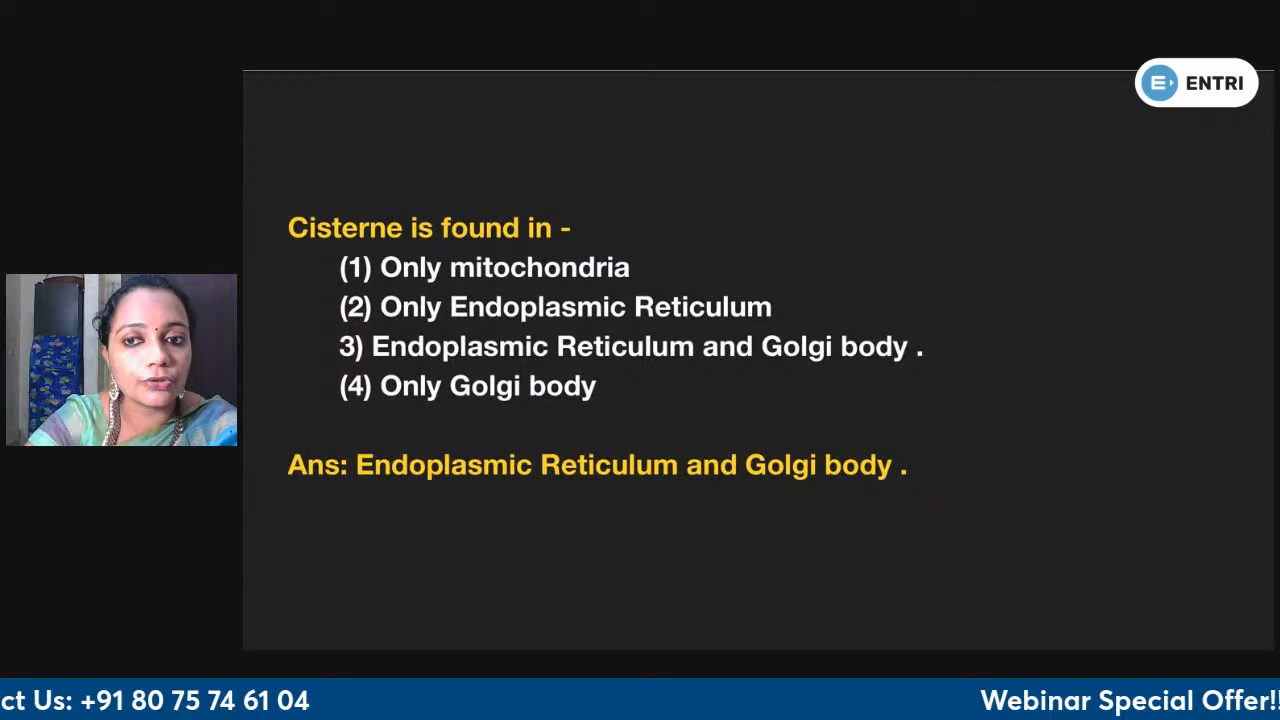 ENTRI
Cisterne is found in -
(1) Only mitochondria
(2) Only Endoplasmic Reticulum
3) Endoplasmic Reticulum and Golgi body .
(4) Only Golgi body
Ans: Endoplasmic Reticulum and Golgi body .
ct Us: +91 80 75 74 61 04
Webinar Special Offer!!